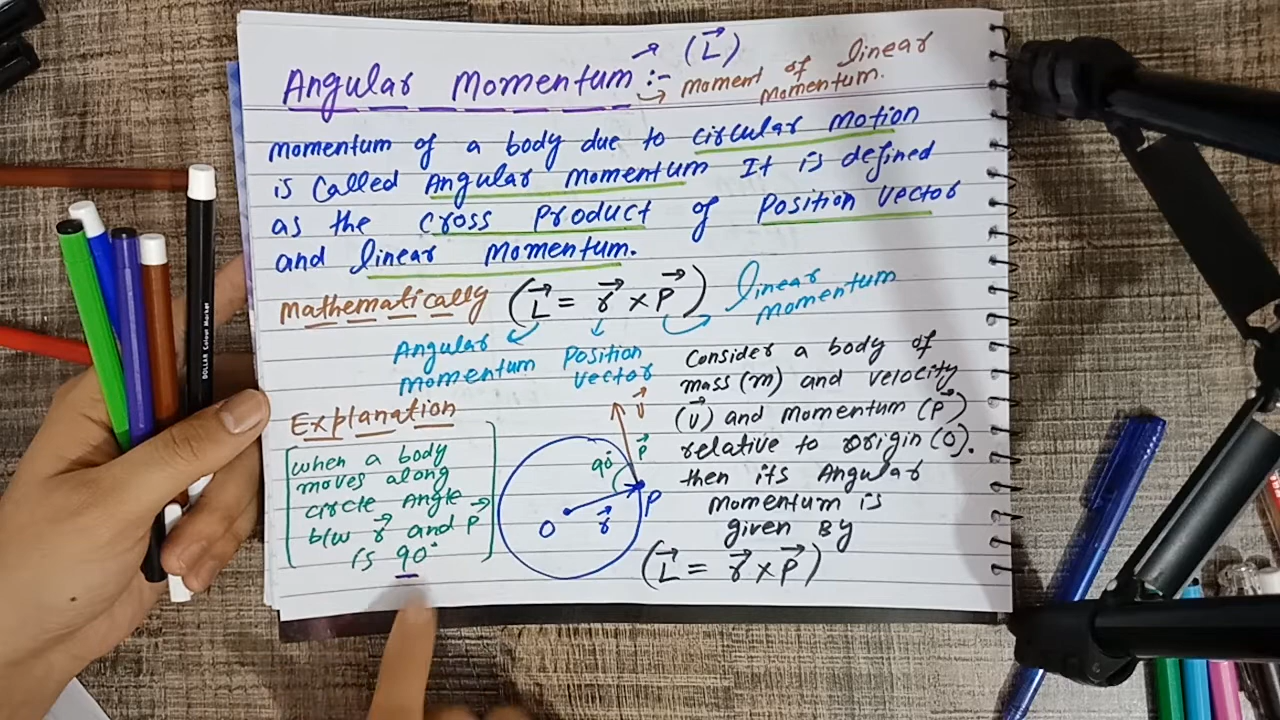 Angular Momentum :- → (L⃗)
↳ moment of linear
Momentum.
momentum of a body due to circular motion
is called Angular momentum It is defined
as the cross product of Position vector
and linear Momentum.
Mathematically (L⃗ = r⃗ × P⃗)
linear
momentum
Angular
momentum
Position
vector
Explanation
when a body
moves along
circle Angle
b/w r⃗ and P⃗
is 90°
v⃗
P⃗
90°
P
O
r⃗
Consider a body of
mass (m) and velocity
(v⃗) and momentum (P⃗)
relative to origin (O).
then its Angular
momentum is
given By
(L⃗ = r⃗ × P⃗)
DOLLAR Colour Marker